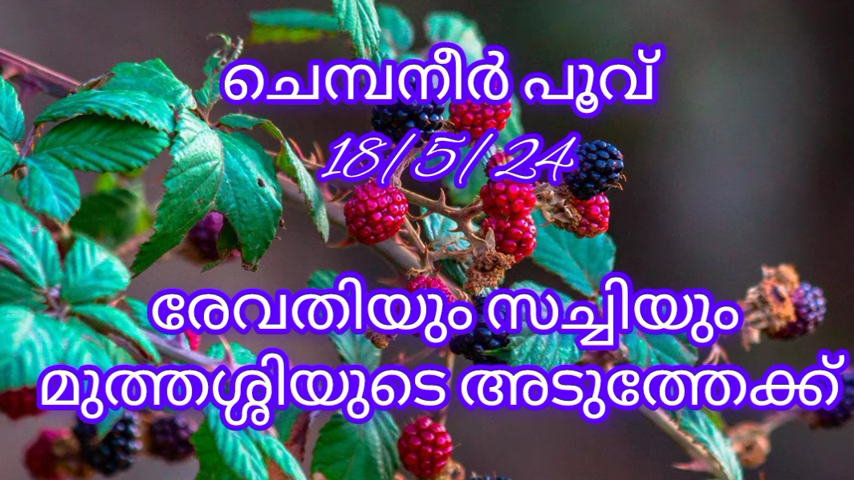 ചെമ്പനീർ പൂവ്
18/5/24
രേവതിയും സച്ചിയും
മുത്തശ്ശിയുടെ അടുത്തേക്ക്